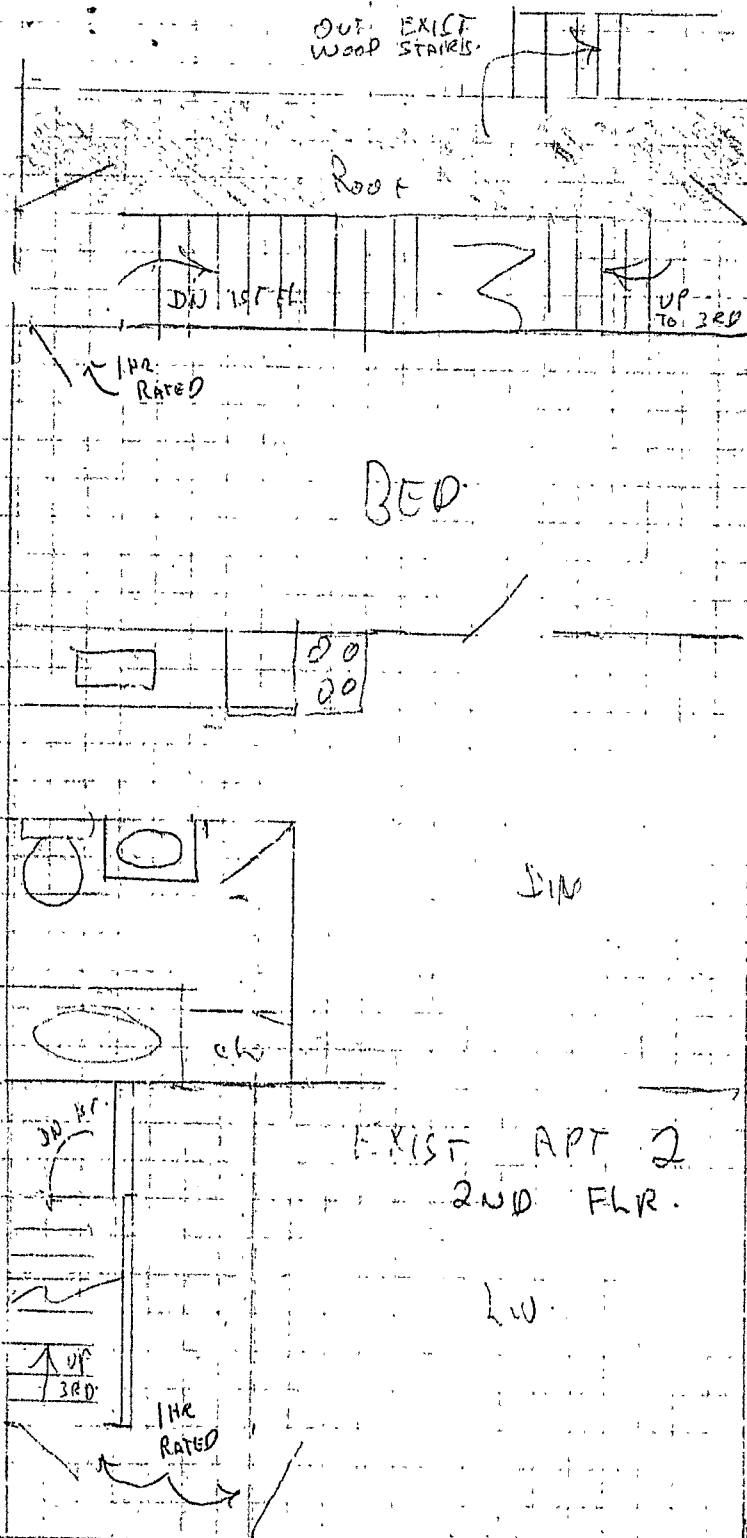 OUT. EXIST
WOOD STAIRS.
ROOF
DN 1ST FL.
UP
TO 3RD
1 HR
RATED
BED.
DIN
CLO
DN 1ST.
EXIST APT 2
2ND FLR.
LIV.
UP
3RD
1 HR
RATED